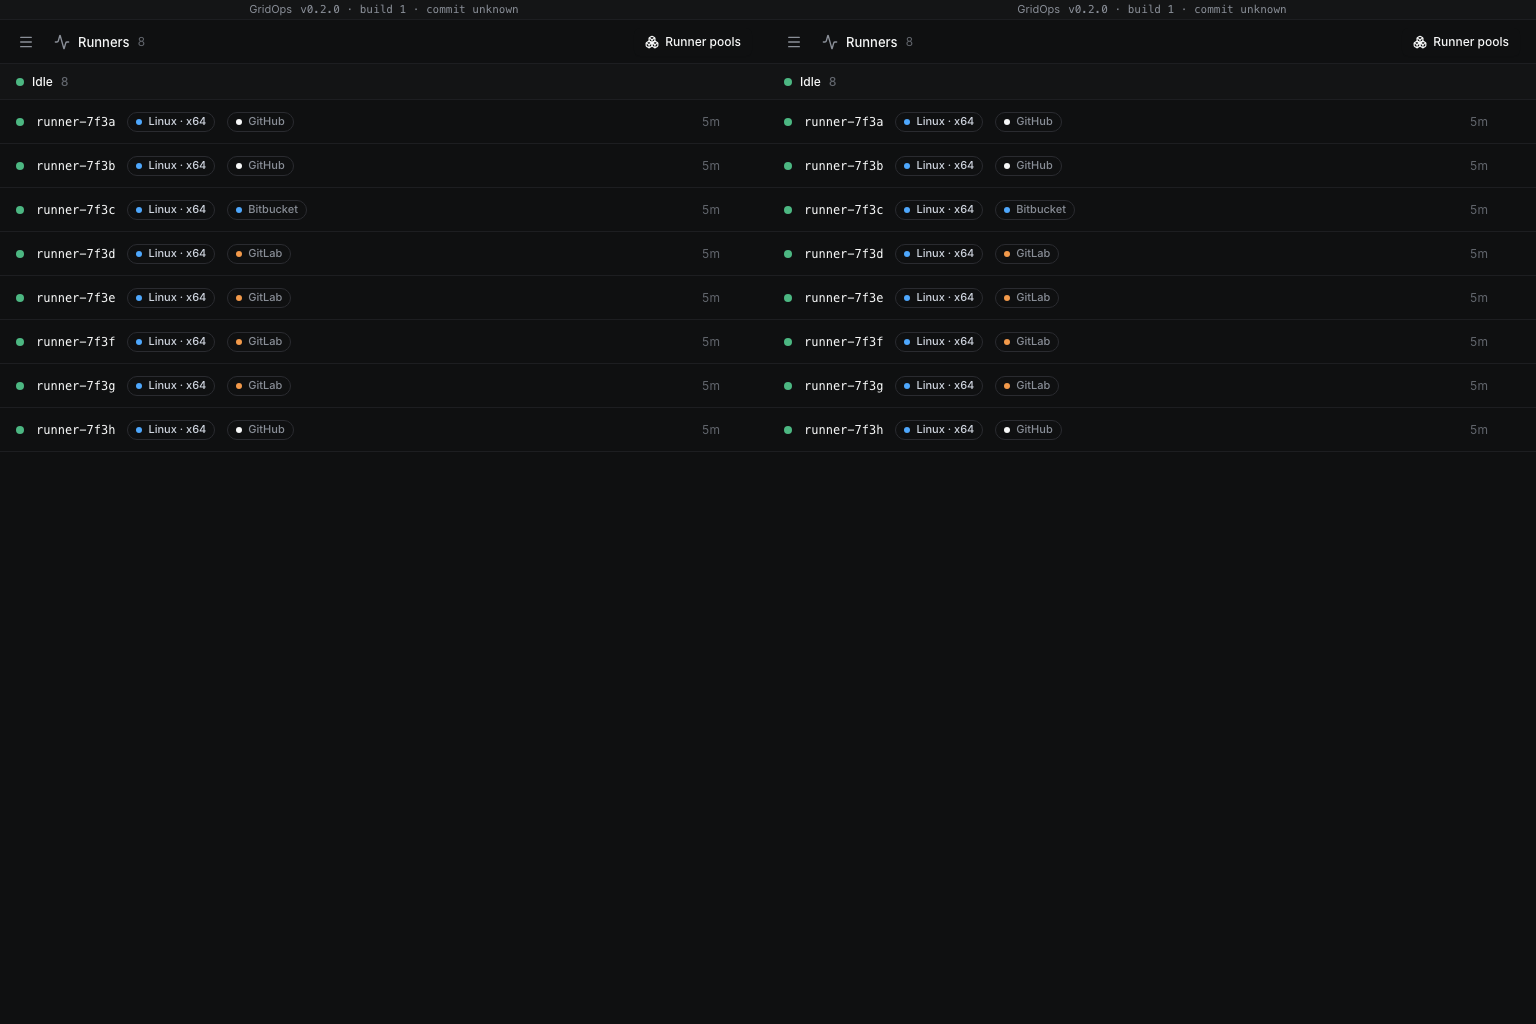 GridOps v0.2.0 · build 1 · commit unknown
Runners 8 Runner pools
Idle 8
runner-7f3a Linux · x64 GitHub 5m
runner-7f3b Linux · x64 GitHub 5m
runner-7f3c Linux · x64 Bitbucket 5m
runner-7f3d Linux · x64 GitLab 5m
runner-7f3e Linux · x64 GitLab 5m
runner-7f3f Linux · x64 GitLab 5m
runner-7f3g Linux · x64 GitLab 5m
runner-7f3h Linux · x64 GitHub 5m
GridOps v0.2.0 · build 1 · commit unknown
Runners 8 Runner pools
Idle 8
runner-7f3a Linux · x64 GitHub 5m
runner-7f3b Linux · x64 GitHub 5m
runner-7f3c Linux · x64 Bitbucket 5m
runner-7f3d Linux · x64 GitLab 5m
runner-7f3e Linux · x64 GitLab 5m
runner-7f3f Linux · x64 GitLab 5m
runner-7f3g Linux · x64 GitLab 5m
runner-7f3h Linux · x64 GitHub 5m